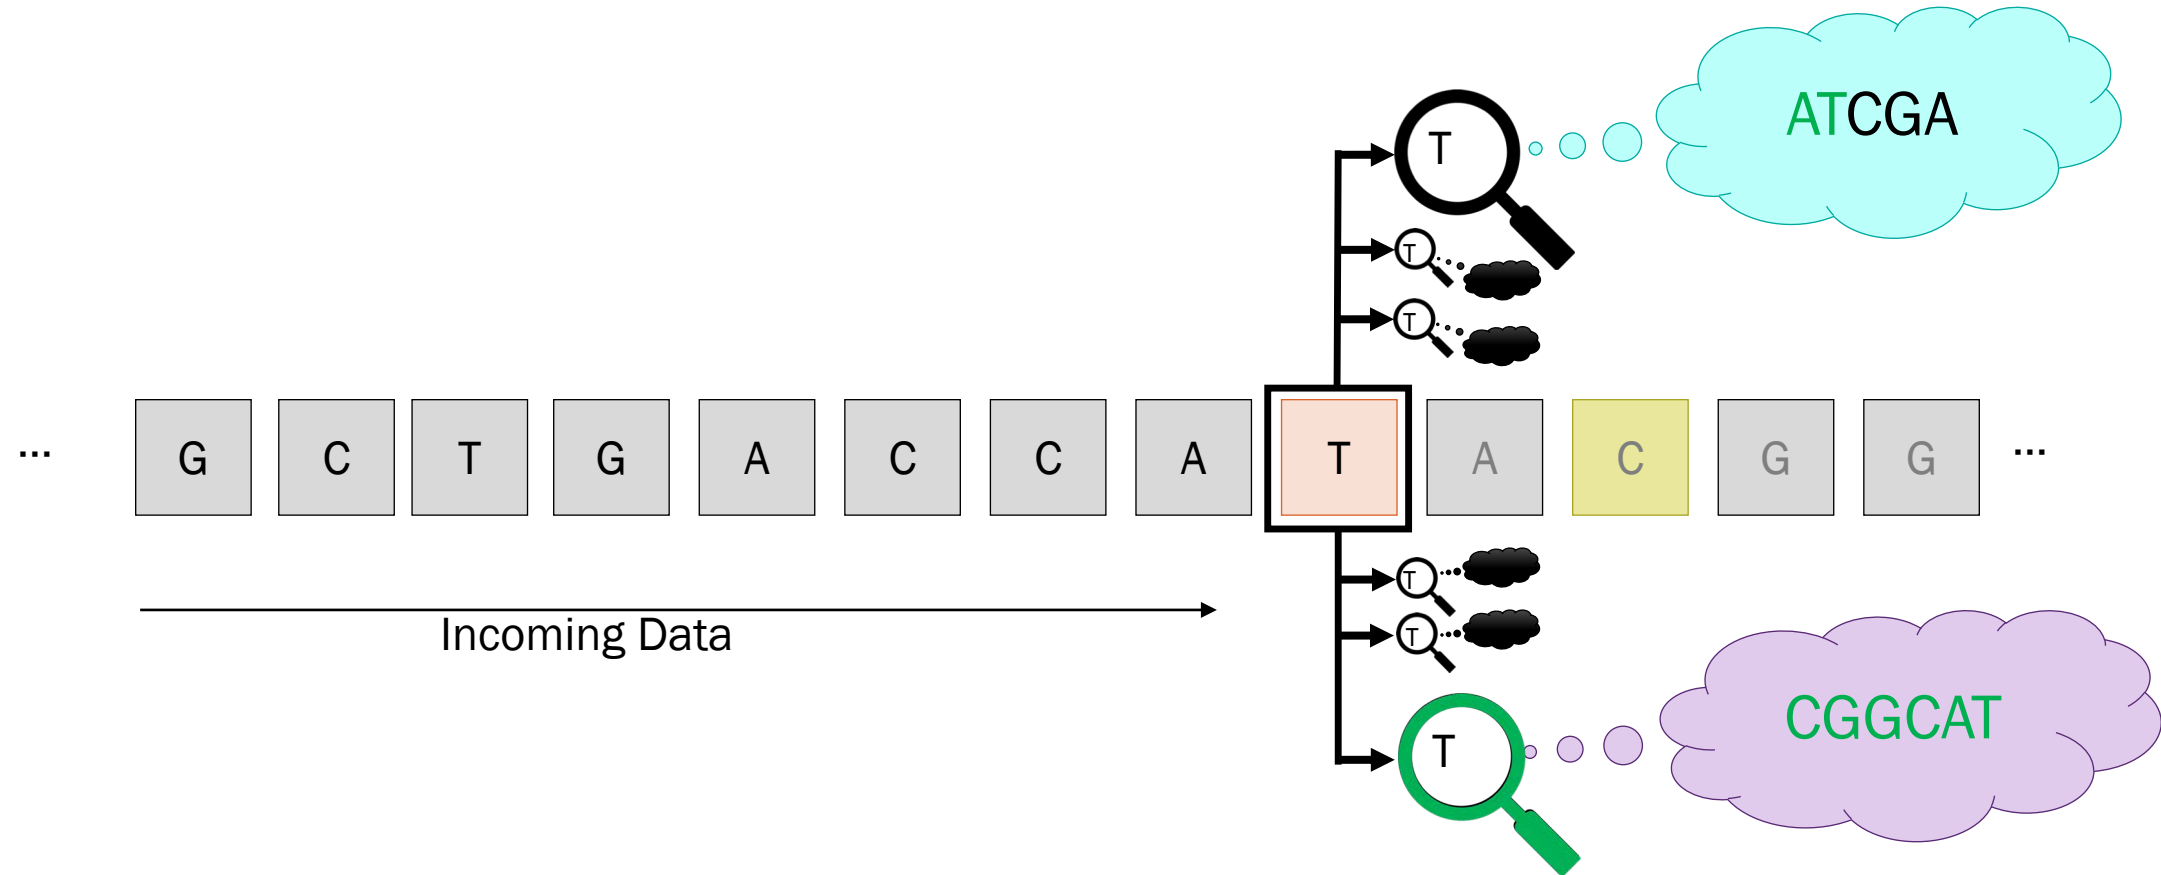 ATCGA
T
T
T
... G C T G A C C A T A C G G ...
T
Incoming Data
T
CGGCAT
T